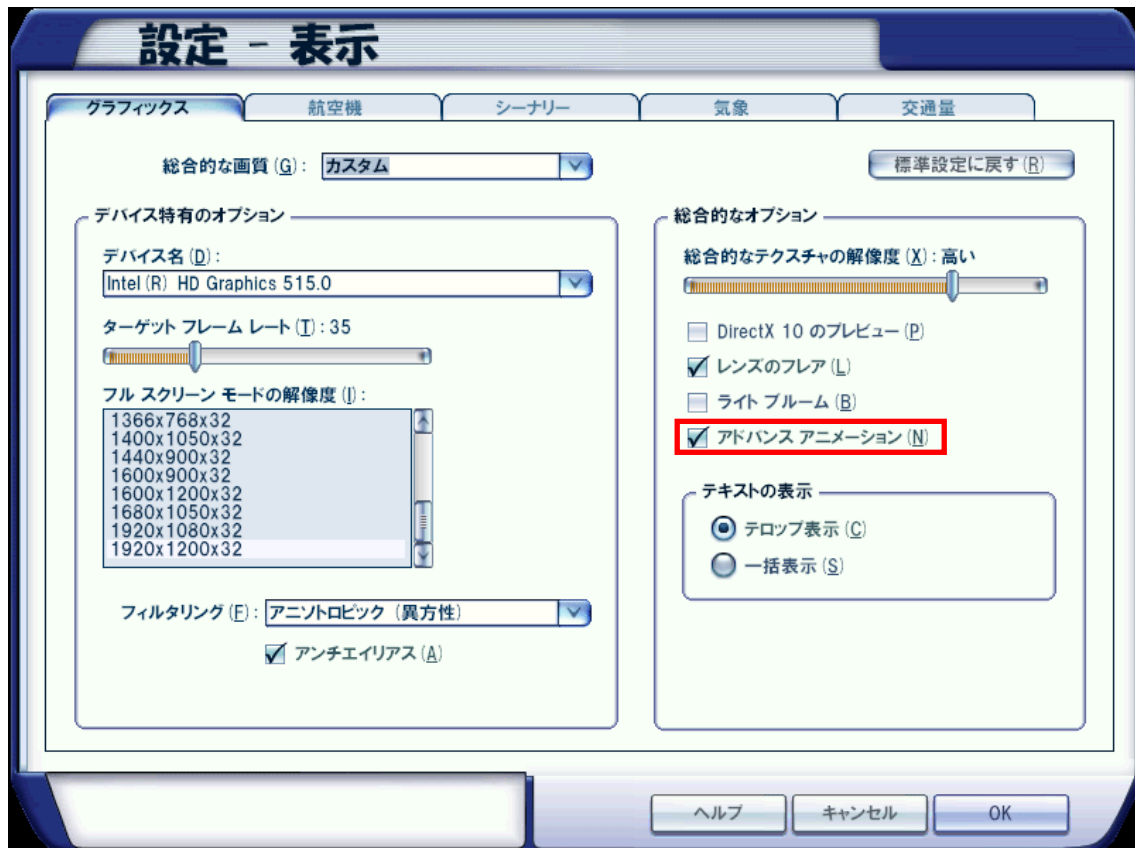 設定 - 表示
グラフィックス
航空機
シーナリー
気象
交通量
総合的な画質(G): カスタム
標準設定に戻す(R)
デバイス特有のオプション
デバイス名(D):
Intel(R) HD Graphics 515.0
ターゲット フレーム レート(T): 35
フル スクリーン モードの解像度(I):
1366x768x32
1400x1050x32
1440x900x32
1600x900x32
1600x1200x32
1680x1050x32
1920x1080x32
1920x1200x32
フィルタリング(F): アニソトロピック (異方性)
アンチエイリアス(A)
総合的なオプション
総合的なテクスチャの解像度(X): 高い
DirectX 10 のプレビュー(P)
レンズのフレア(L)
ライト ブルーム(B)
アドバンス アニメーション(N)
テキストの表示
テロップ表示(C)
一括表示(S)
ヘルプ
キャンセル
OK